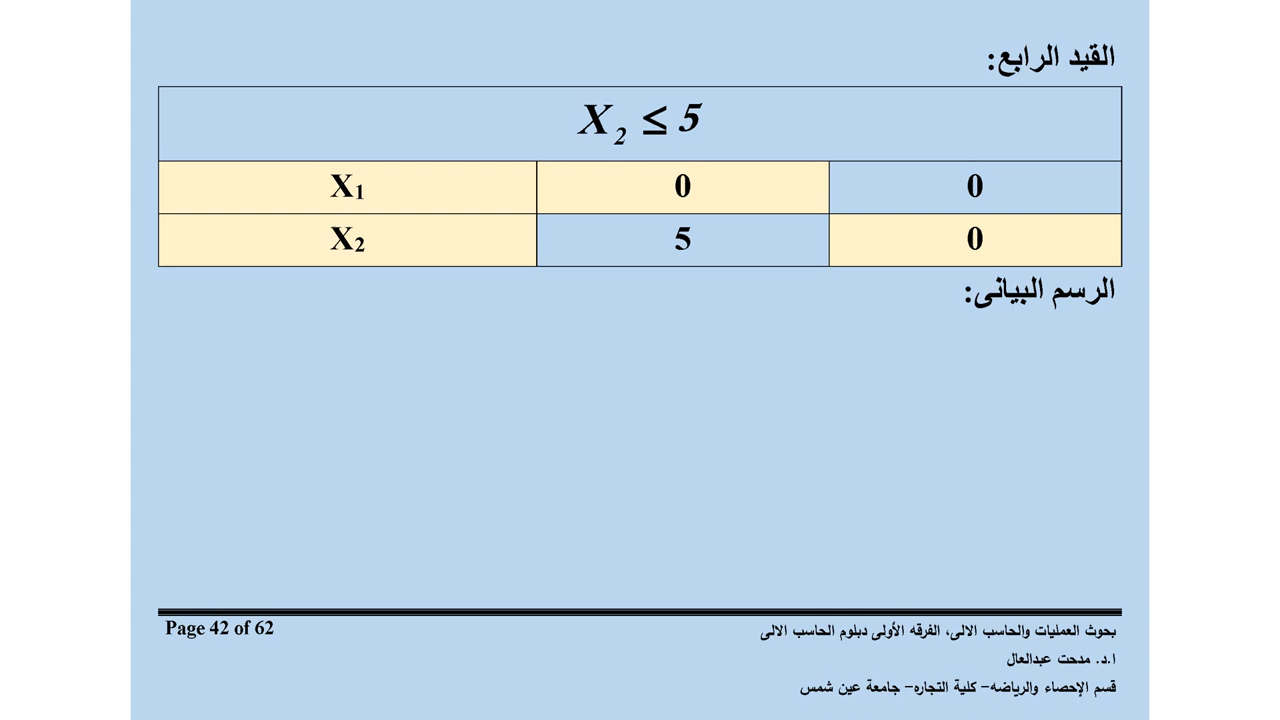 القيد الرابع:
X₂ ≤ 5
X₁ 0 0
X₂ 5 0
الرسم البيانى:
Page 42 of 62
بحوث العمليات والحاسب الالى، الفرقه الأولى دبلوم الحاسب الالى
ا.د. مدحت عبدالعال
قسم الإحصاء والرياضه– كلية التجاره– جامعة عين شمس